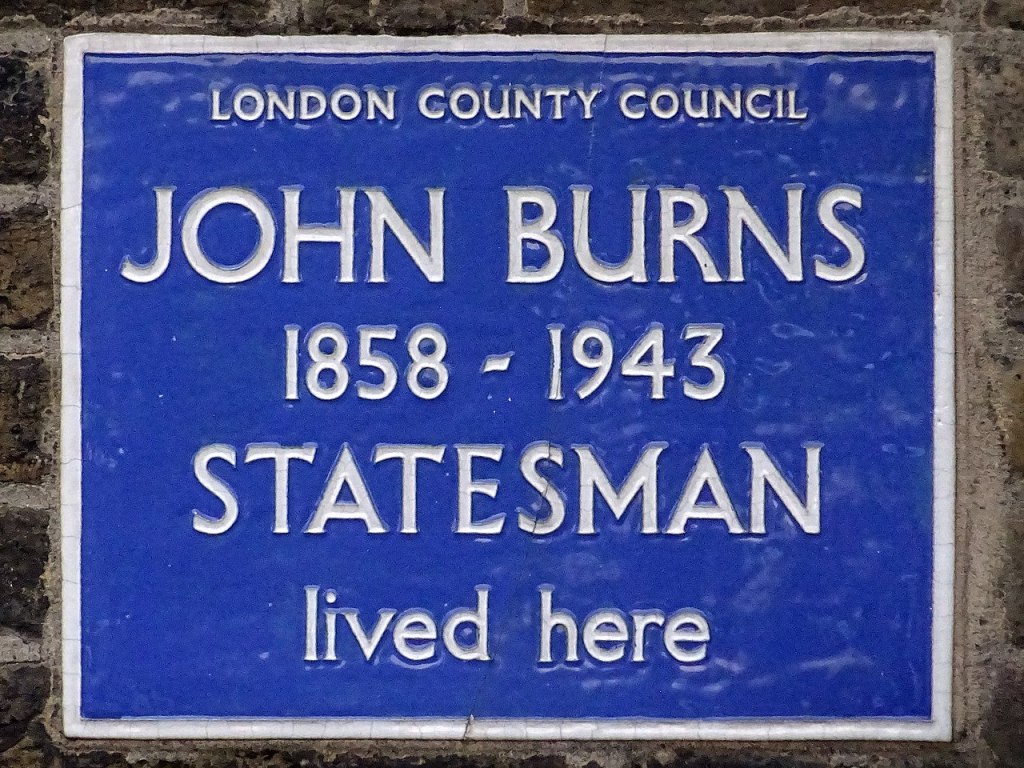 LONDON COUNTY COUNCIL
JOHN BURNS
1858 - 1943
STATESMAN
lived here